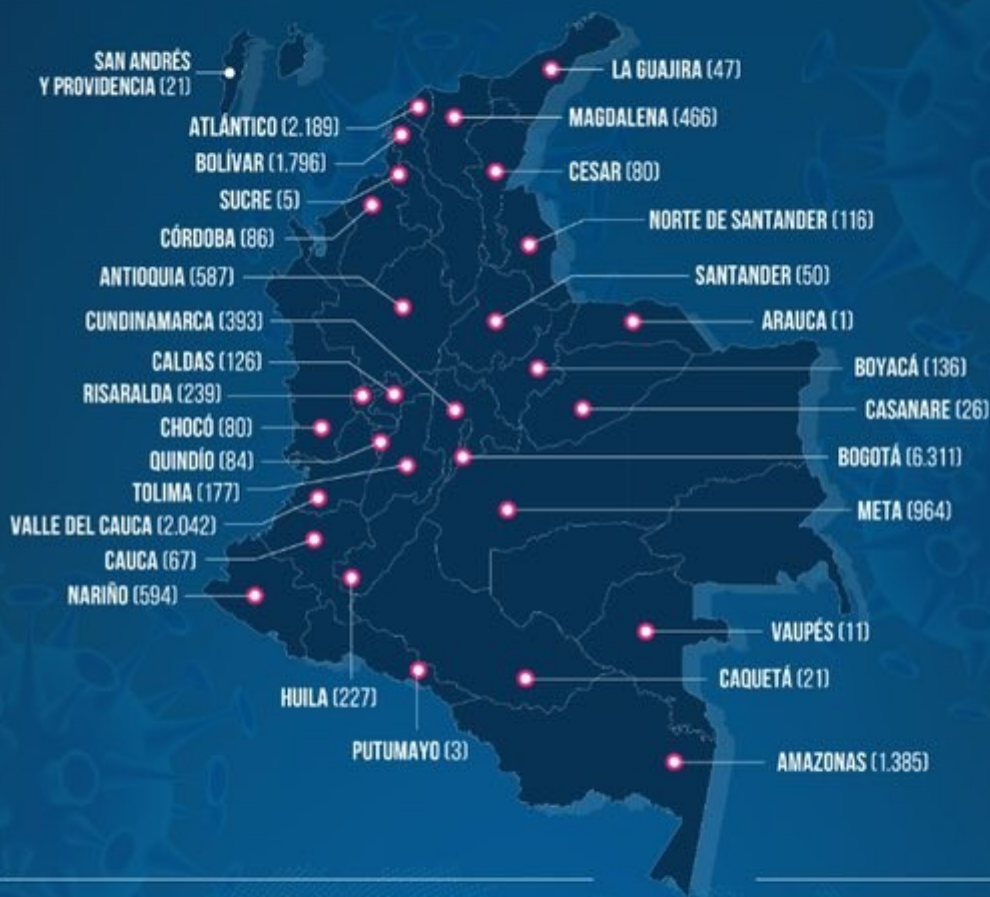 SAN ANDRÉS
Y PROVIDENCIA (21)
ATLÁNTICO (2.189)
BOLÍVAR (1.796)
SUCRE (5)
CÓRDOBA (86)
ANTIOQUIA (587)
CUNDINAMARCA (393)
CALDAS (126)
RISARALDA (239)
CHOCÓ (80)
QUINDÍO (84)
TOLIMA (177)
VALLE DEL CAUCA (2.042)
CAUCA (67)
NARIÑO (594)
HUILA (227)
PUTUMAYO (3)
LA GUAJIRA (47)
MAGDALENA (466)
CESAR (80)
NORTE DE SANTANDER (116)
SANTANDER (50)
ARAUCA (1)
BOYACÁ (136)
CASANARE (26)
BOGOTÁ (6.311)
META (964)
VAUPÉS (11)
CAQUETÁ (21)
AMAZONAS (1.385)